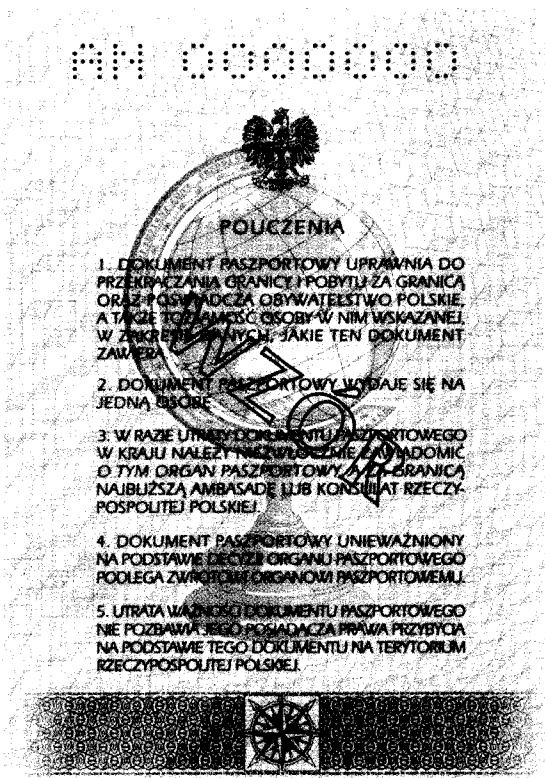 AH 0000000
POUCZENIA
1. DOKUMENT PASZPORTOWY UPRAWNIA DO
PRZEKRACZANIA GRANICY I POBYTU ZA GRANICĄ
ORAZ POŚWIADCZA OBYWATELSTWO POLSKIE,
A TAKŻE TOŻSAMOŚĆ OSOBY W NIM WSKAZANEJ,
W ZAKRESIE DANYCH, JAKIE TEN DOKUMENT
ZAWIERA.
2. DOKUMENT PASZPORTOWY WYDAJE SIĘ NA
JEDNĄ OSOBĘ.
3. W RAZIE UTRATY DOKUMENTU PASZPORTOWEGO
W KRAJU NALEŻY NIEZWŁOCZNIE ZAWIADOMIĆ
O TYM ORGAN PASZPORTOWY, A ZA GRANICĄ
NAJBLIŻSZĄ AMBASADĘ LUB KONSULAT RZECZY-
POSPOLITEJ POLSKIEJ.
4. DOKUMENT PASZPORTOWY UNIEWAŻNIONY
NA PODSTAWIE DECYZJI ORGANU PASZPORTOWEGO
PODLEGA ZWROTOWI ORGANOWI PASZPORTOWEMU.
5. UTRATA WAŻNOŚCI DOKUMENTU PASZPORTOWEGO
NIE POZBAWIA JEGO POSIADACZA PRAWA PRZYBYCIA
NA PODSTAWIE TEGO DOKUMENTU NA TERYTORIUM
RZECZYPOSPOLITEJ POLSKIEJ.
WZÓR